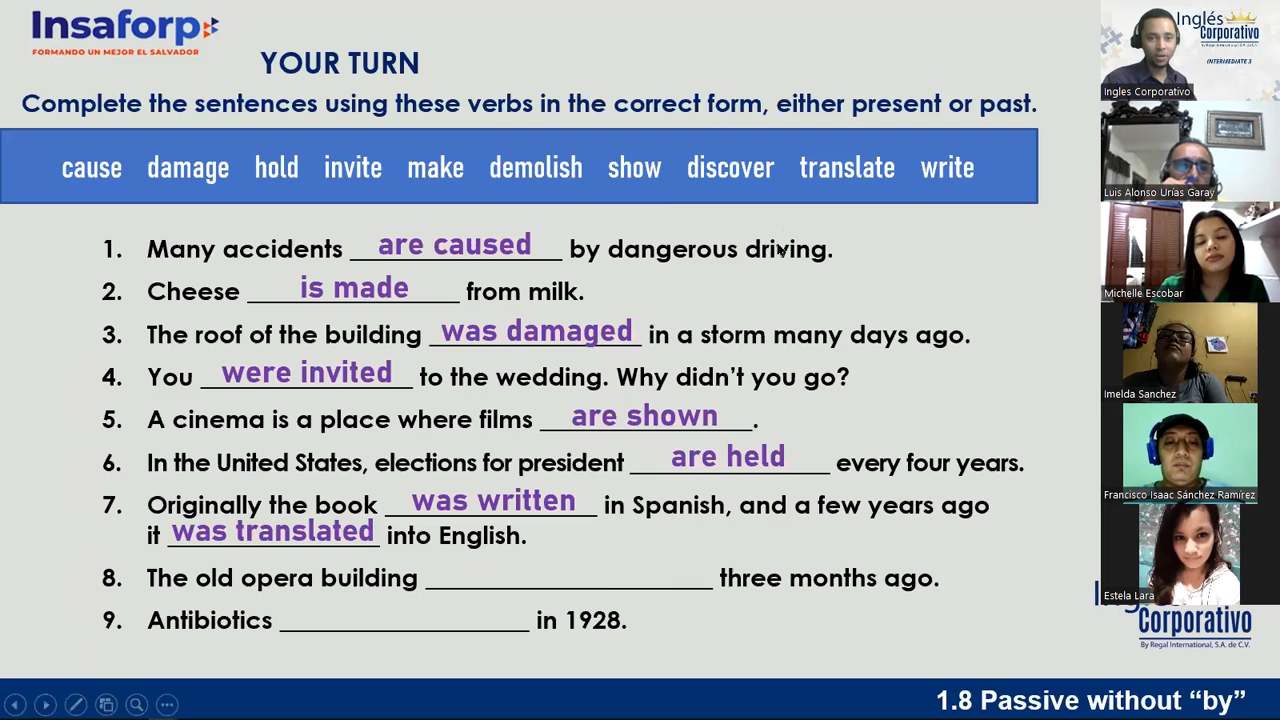 Insaforp
FORMANDO UN MEJOR EL SALVADOR
YOUR TURN
Complete the sentences using these verbs in the correct form, either present or past.
cause damage hold invite make demolish show discover translate write
1. Many accidents are caused by dangerous driving.
2. Cheese is made from milk.
3. The roof of the building was damaged in a storm many days ago.
4. You were invited to the wedding. Why didn't you go?
5. A cinema is a place where films are shown.
6. In the United States, elections for president are held every four years.
7. Originally the book was written in Spanish, and a few years ago
it was translated into English.
8. The old opera building ____________________ three months ago.
9. Antibiotics __________________ in 1928.
1.8 Passive without “by”
Inglés
Corporativo
By Regal International, S.A. de C.V.
INTERMEDIATE 3
Ingles Corporativo
Luis Alonso Urías Garay
Michelle Escobar
Imelda Sanchez
Francisco Isaac Sánchez Ramírez
Estela Lara
Corporativo
By Regal International, S.A. de C.V.